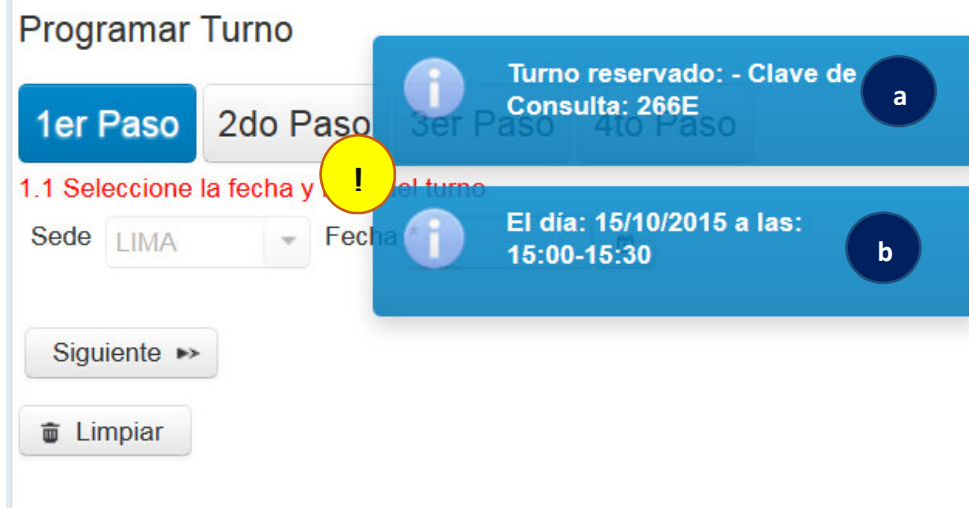 Programar Turno
Turno reservado: - Clave de
Consulta: 266E
a
1er Paso
2do Paso
3er Paso
4to Paso
!
1.1 Seleccione la fecha y
del turno
El día: 15/10/2015 a las:
15:00-15:30
b
Sede
LIMA
Fecha *
Siguiente
Limpiar